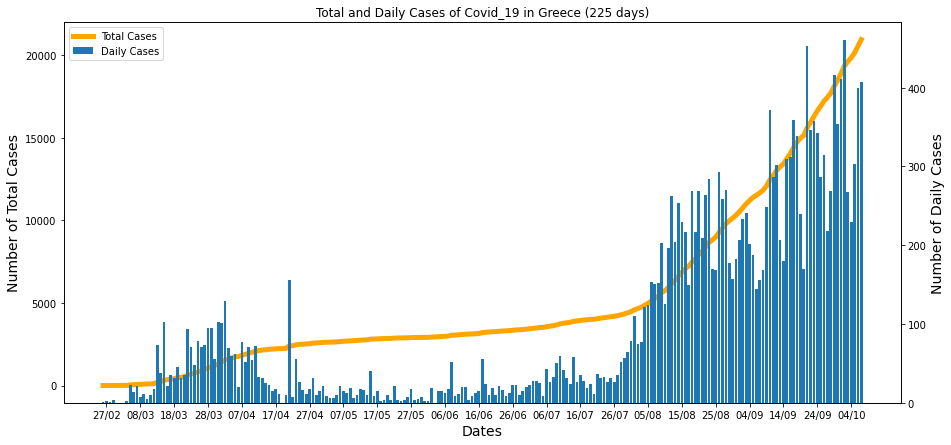 Total and Daily Cases of Covid_19 in Greece (225 days)
Total Cases
Daily Cases
Number of Total Cases
20000
15000
10000
5000
0
Number of Daily Cases
400
300
200
100
0
27/02 08/03 18/03 28/03 07/04 17/04 27/04 07/05 17/05 27/05 06/06 16/06 26/06 06/07 16/07 26/07 05/08 15/08 25/08 04/09 14/09 24/09 04/10
Dates